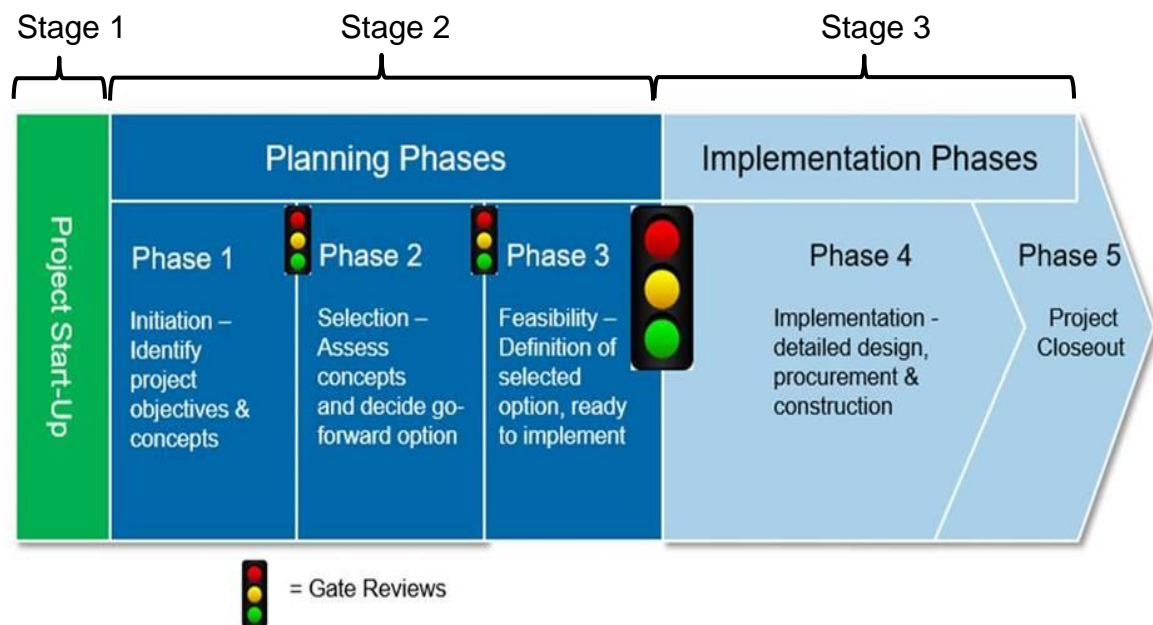 Stage 1
Stage 2
Stage 3
Project Start-Up
Planning Phases
Implementation Phases
Phase 1
Initiation –
Identify
project
objectives &
concepts
Phase 2
Selection –
Assess
concepts
and decide go-
forward option
Phase 3
Feasibility –
Definition of
selected
option, ready
to implement
Phase 4
Implementation -
detailed design,
procurement &
construction
Phase 5
Project
Closeout
= Gate Reviews